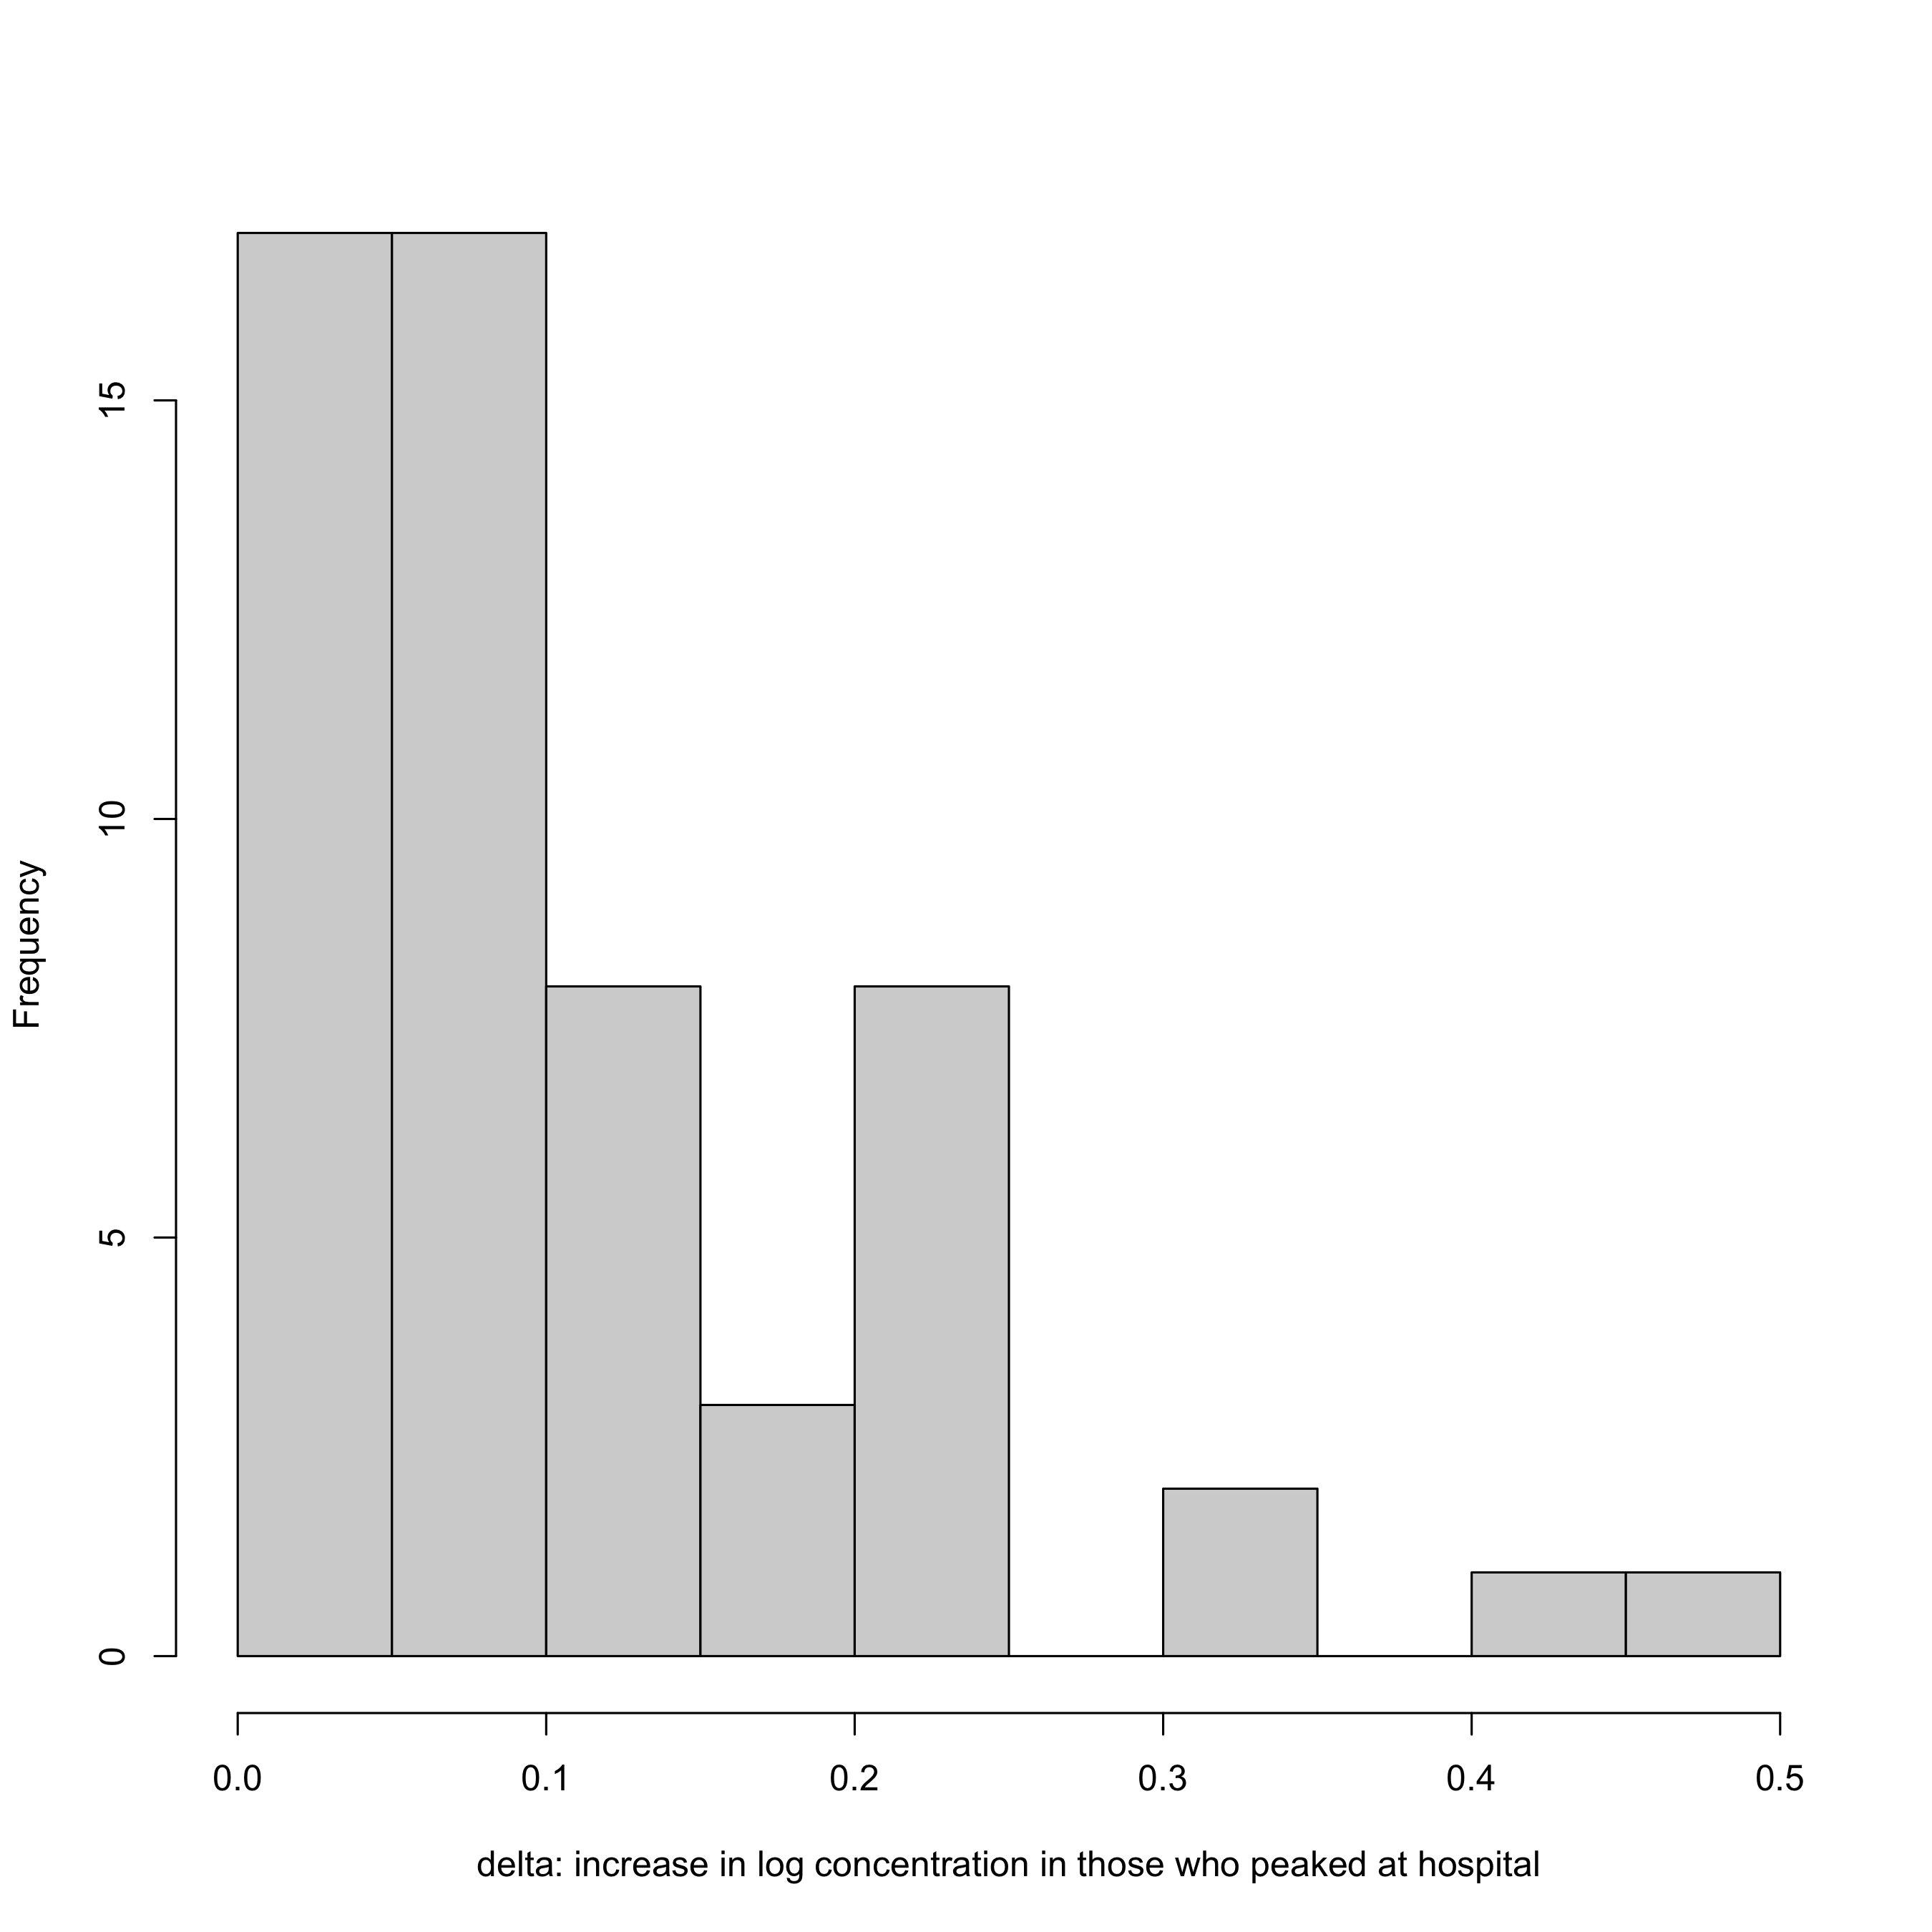 Frequency
15
10
5
0
0.0 0.1 0.2 0.3 0.4 0.5
delta: increase in log concentration in those who peaked at hospital